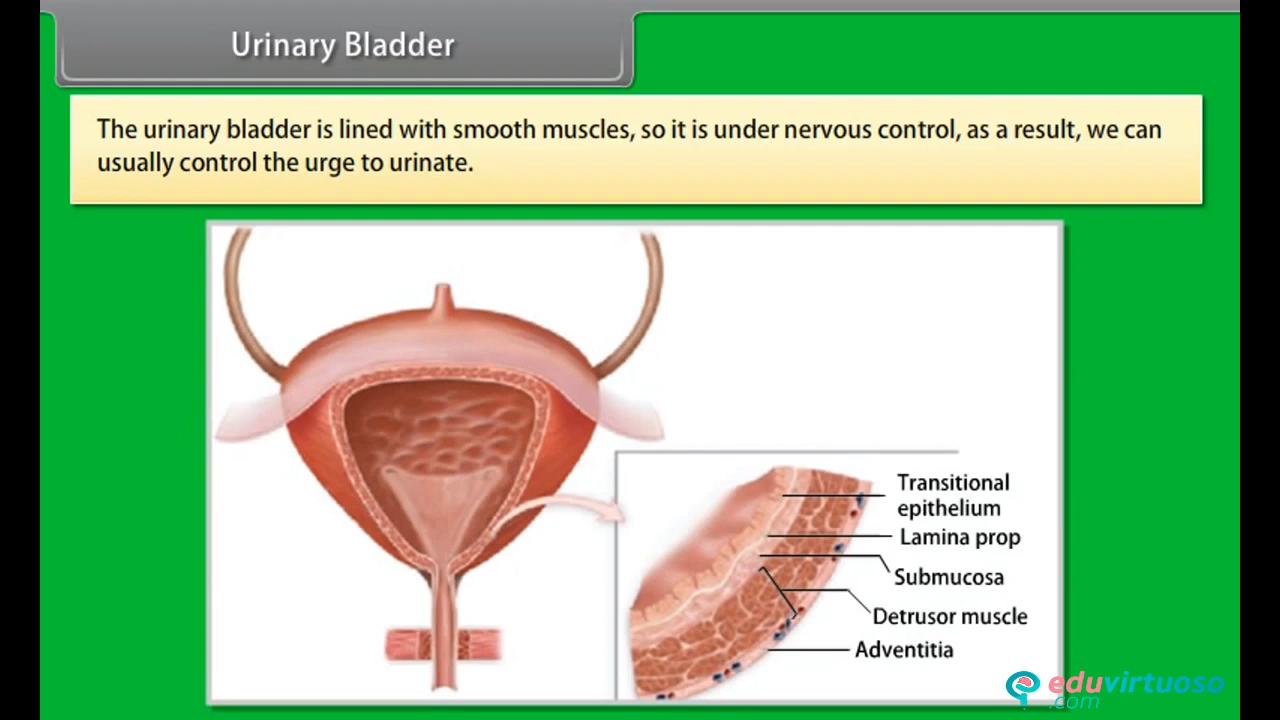 Urinary Bladder
The urinary bladder is lined with smooth muscles, so it is under nervous control, as a result, we can
usually control the urge to urinate.
Transitional
epithelium
Lamina prop
Submucosa
Detrusor muscle
Adventitia
eduvirtuoso
.com